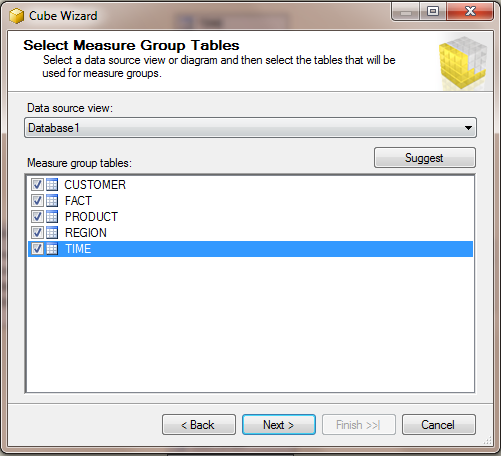 Cube Wizard
Select Measure Group Tables
Select a data source view or diagram and then select the tables that will be
used for measure groups.
Data source view:
Database1
Suggest
Measure group tables:
CUSTOMER
FACT
PRODUCT
REGION
TIME
< Back
Next >
Finish >>|
Cancel